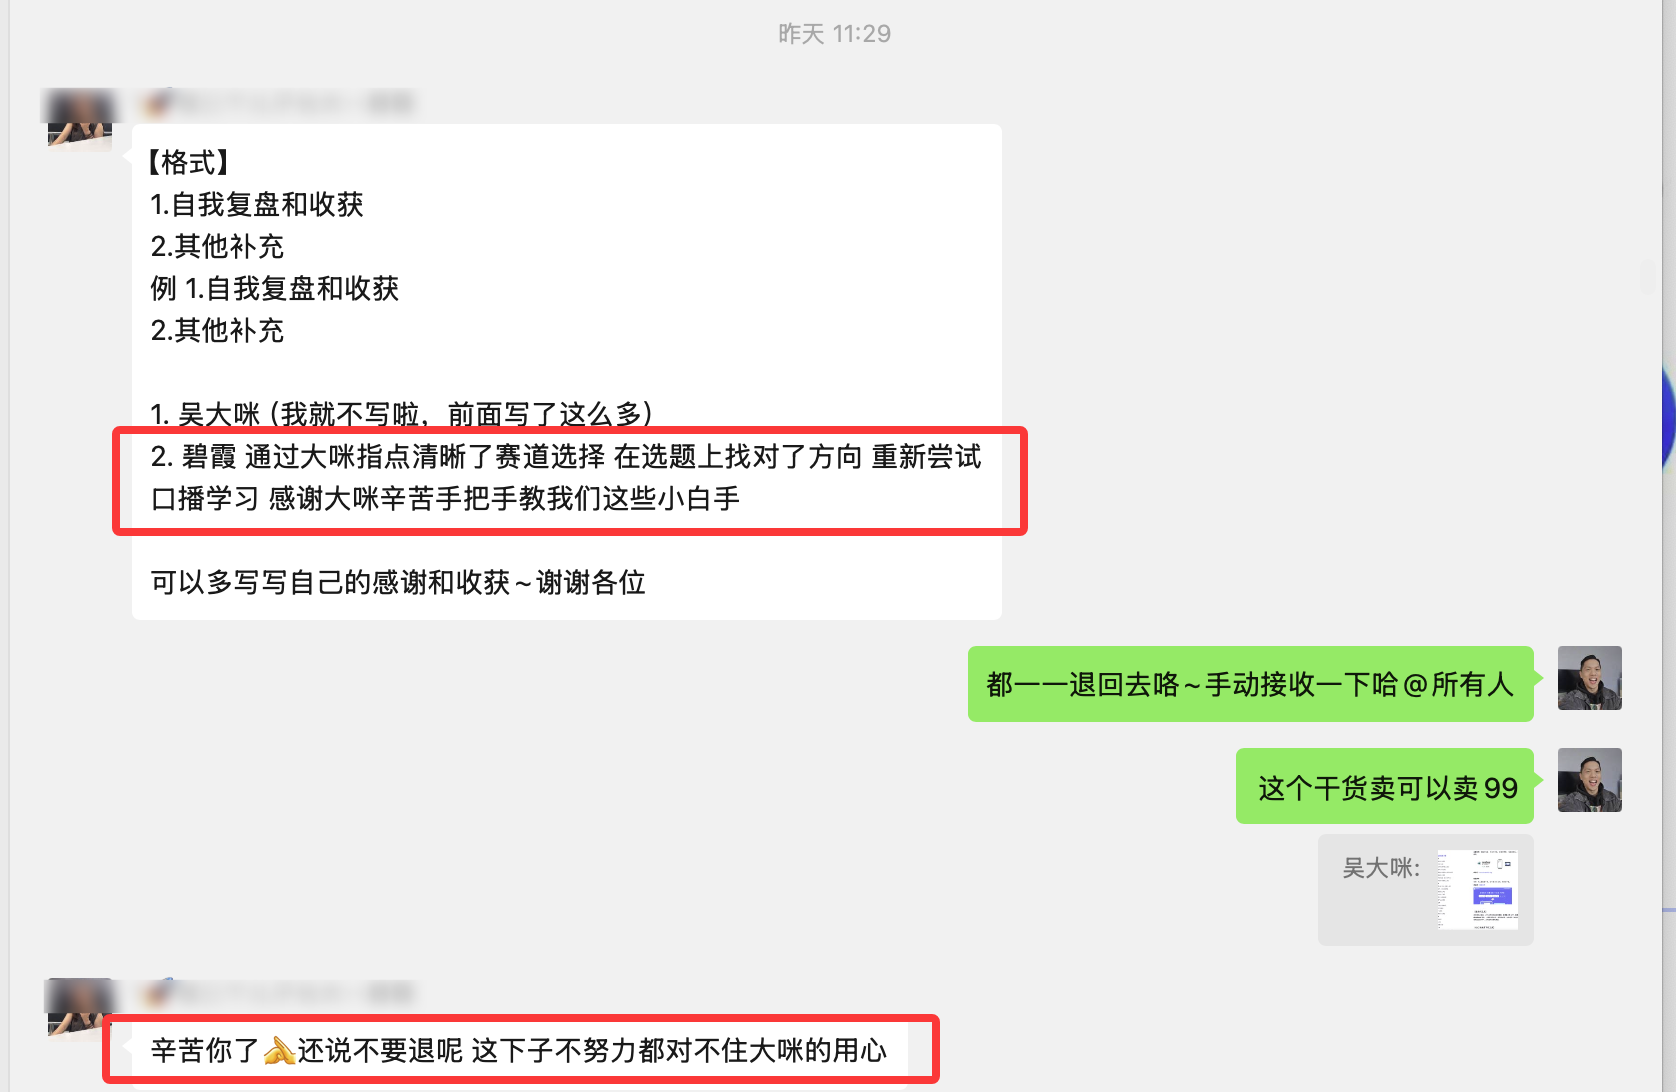 昨天 11:29
【格式】
1.自我复盘和收获
2.其他补充
例 1.自我复盘和收获
2.其他补充
1. 吴大咪（我就不写啦，前面写了这么多）
2. 碧霞 通过大咪指点清晰了赛道选择 在选题上找对了方向 重新尝试
口播学习 感谢大咪辛苦手把手教我们这些小白手
可以多写写自己的感谢和收获~谢谢各位
都一一退回去咯~手动接收一下哈@所有人
这个干货卖可以卖99
吴大咪:
辛苦你了🙏还说不要退呢 这下子不努力都对不住大咪的用心